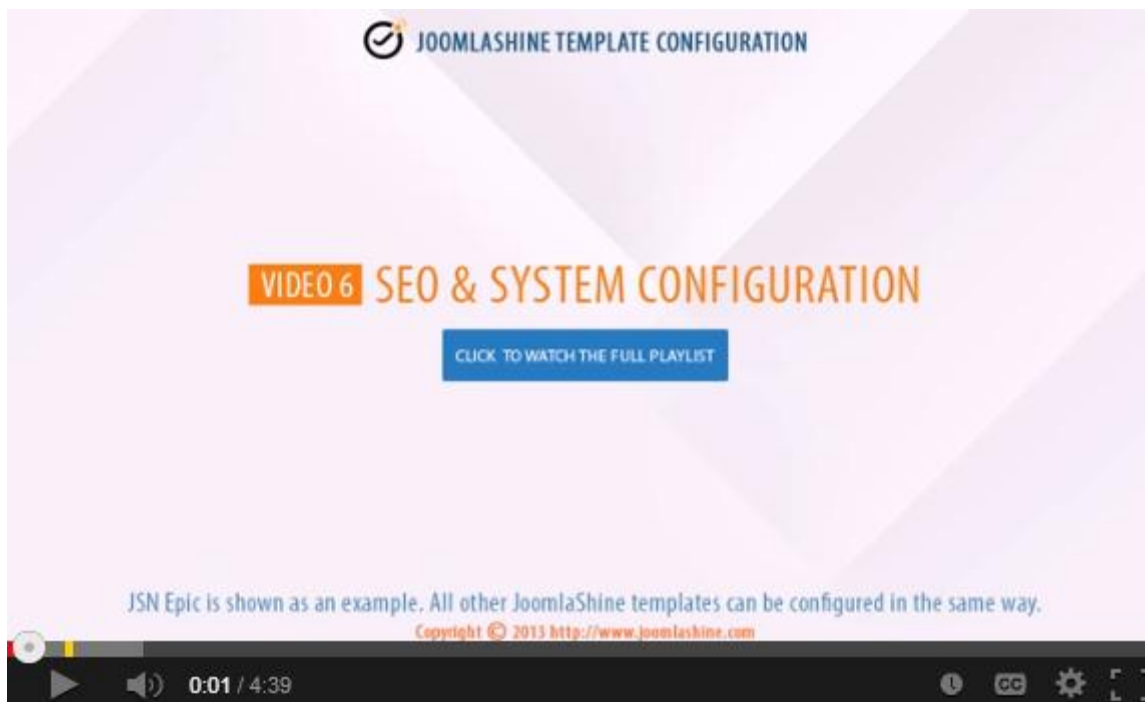 JOOMLASHINE TEMPLATE CONFIGURATION
VIDEO 6 SEO & SYSTEM CONFIGURATION
CLICK TO WATCH THE FULL PLAYLIST
JSN Epic is shown as an example. All other JoomlaShine templates can be configured in the same way.
Copyright © 2013 http://www.joomlashine.com
0:01 / 4:39 CC